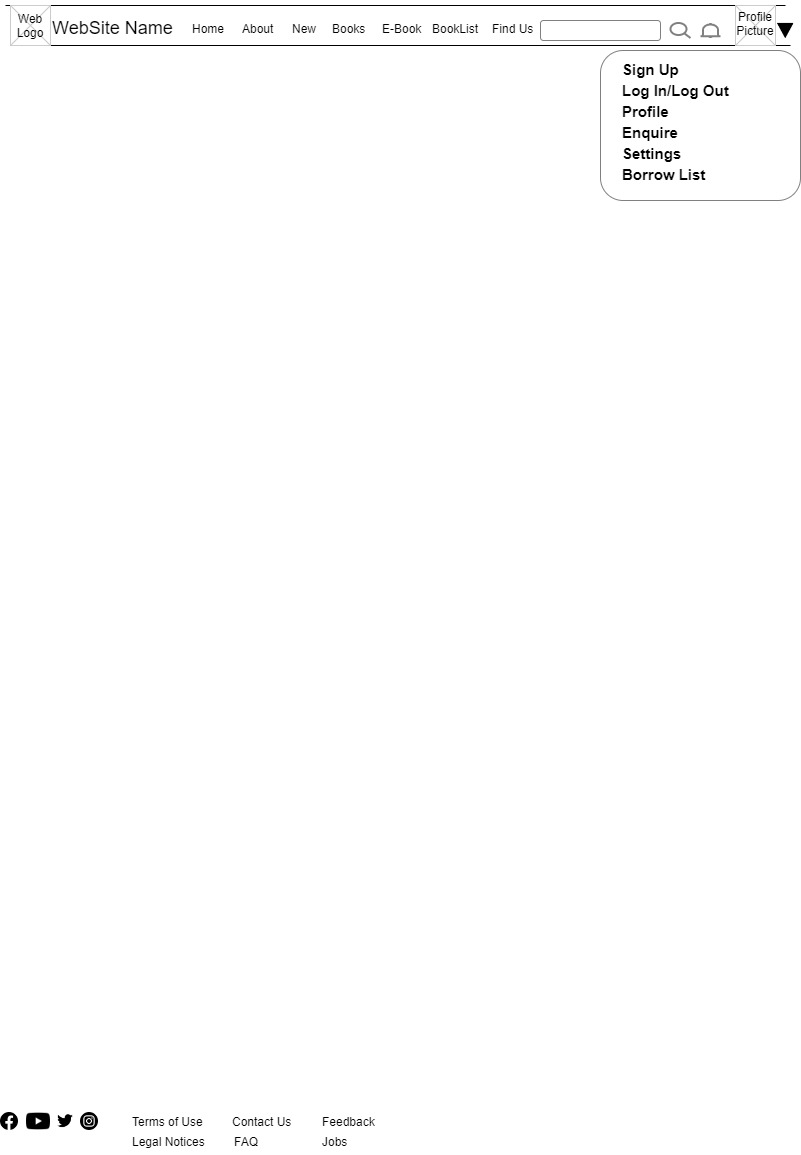 Web
Logo
WebSite Name
Home
About
New
Books
E-Book
BookList
Find Us
Profile
Picture
Sign Up
Log In/Log Out
Profile
Enquire
Settings
Borrow List
Terms of Use
Contact Us
Feedback
Legal Notices
FAQ
Jobs